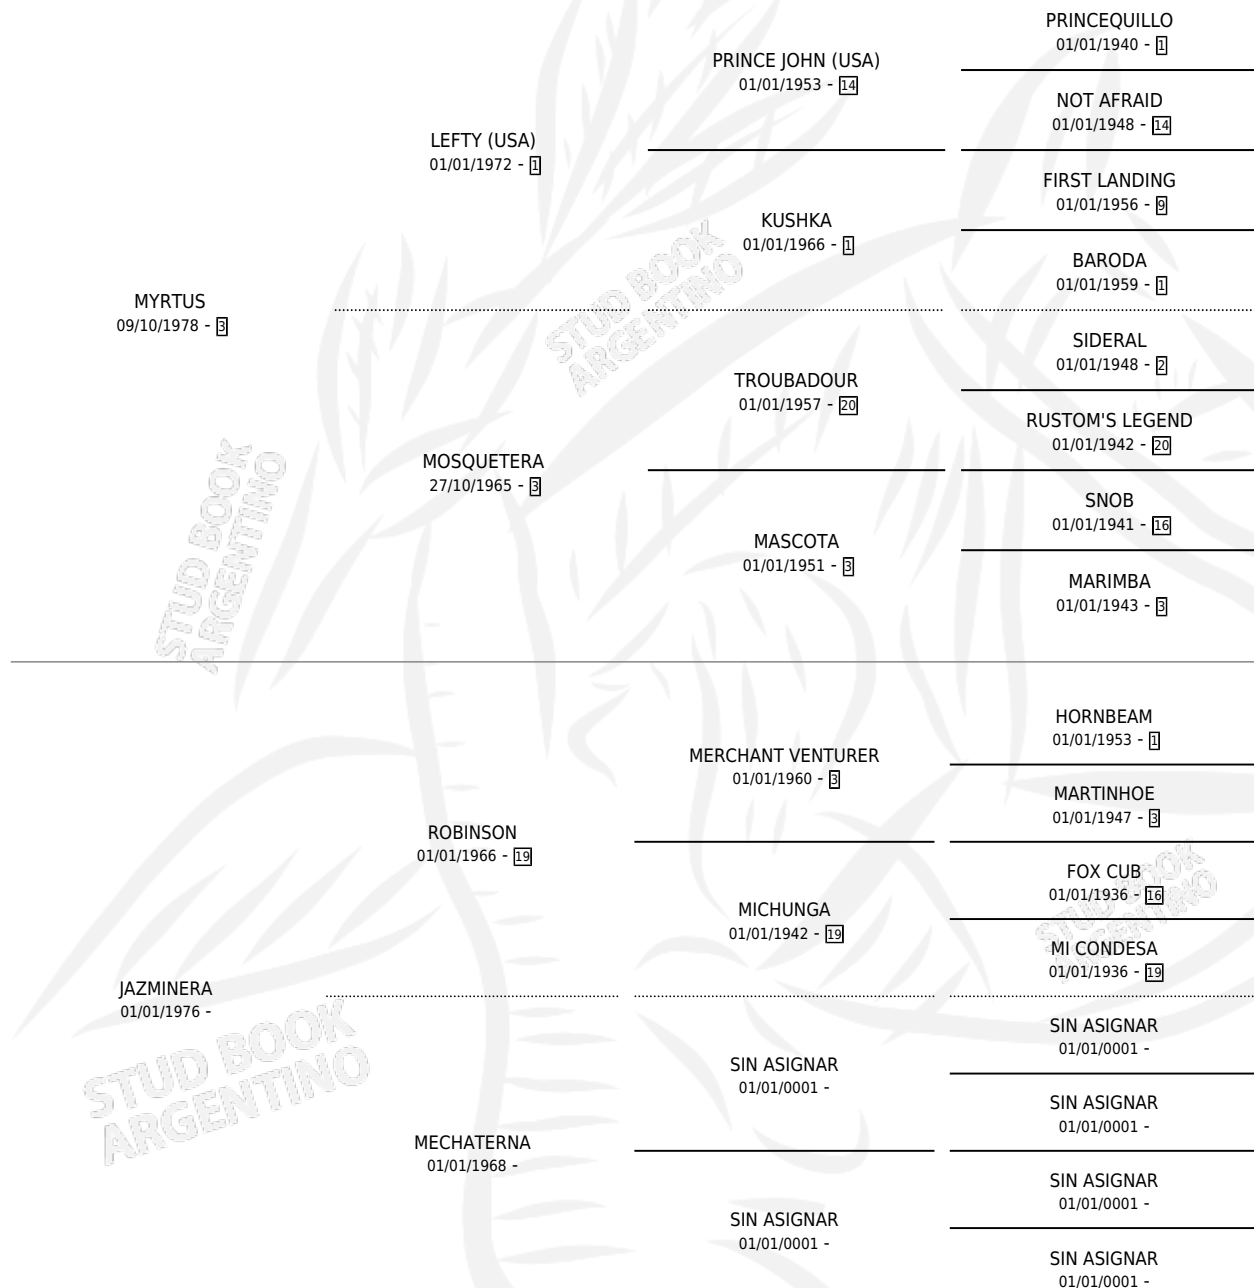 PRINCEQUILLO
01/01/1940 - 1
PRINCE JOHN (USA)
01/01/1953 - 14
NOT AFRAID
01/01/1948 - 14
LEFTY (USA)
01/01/1972 - 1
FIRST LANDING
01/01/1956 - 9
KUSHKA
01/01/1966 - 1
BARODA
01/01/1959 - 1
MYRTUS
09/10/1978 - 3
SIDERAL
01/01/1948 - 2
TROUBADOUR
01/01/1957 - 20
RUSTOM'S LEGEND
01/01/1942 - 20
MOSQUETERA
27/10/1965 - 3
SNOB
01/01/1941 - 16
MASCOTA
01/01/1951 - 3
MARIMBA
01/01/1943 - 3
HORNBEAM
01/01/1953 - 1
MERCHANT VENTURER
01/01/1960 - 3
MARTINHOE
01/01/1947 - 3
ROBINSON
01/01/1966 - 19
FOX CUB
01/01/1936 - 16
MICHUNGA
01/01/1942 - 19
MI CONDESA
01/01/1936 - 19
JAZMINERA
01/01/1976 -
SIN ASIGNAR
01/01/0001 -
SIN ASIGNAR
01/01/0001 -
SIN ASIGNAR
01/01/0001 -
MECHATERNA
01/01/1968 -
SIN ASIGNAR
01/01/0001 -
SIN ASIGNAR
01/01/0001 -
SIN ASIGNAR
01/01/0001 -
STUD BOOK
ARGENTINO
STUD BOOK
ARGENTINO
STUD BOOK
ARGENTINO
STUD BOOK
ARGENTINO